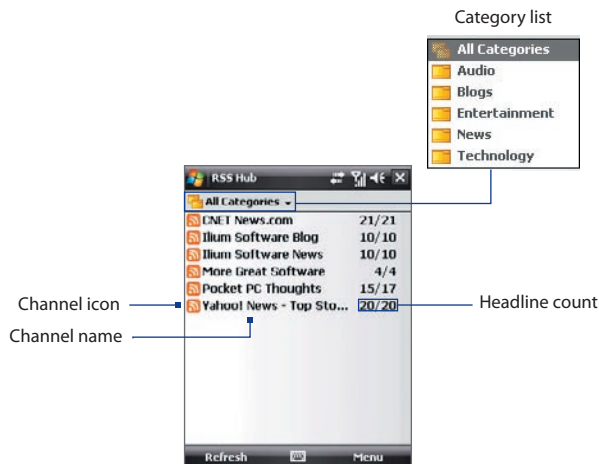 Category list
All Categories
Audio
Blogs
Entertainment
News
Technology
RSS Hub
All Categories
CNET News.com 21/21
Ilium Software Blog 10/10
Ilium Software News 10/10
More Great Software 4/4
Pocket PC Thoughts 15/17
Yahoo! News - Top Sto... 20/20
Channel icon
Headline count
Channel name
Refresh Menu